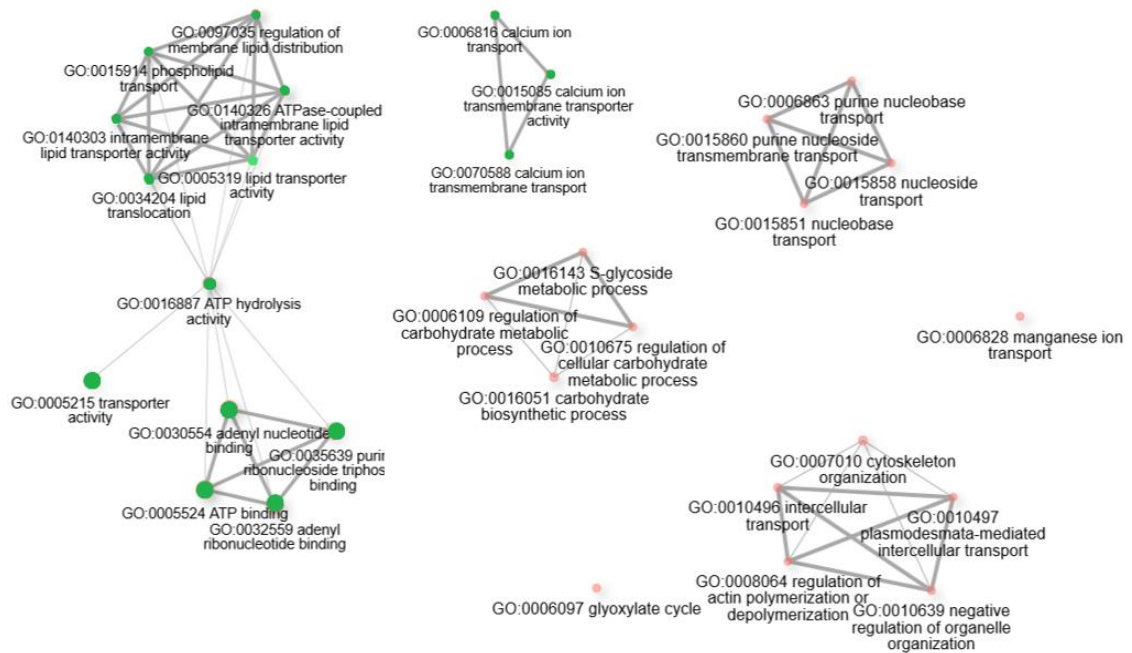 GO:0097035 regulation of
membrane lipid distribution
GO:0015914 phospholipid
transport
GO:0140326 ATPase-coupled
intramembrane lipid
transporter activity
GO:0140303 intramembrane
lipid transporter activity
GO:0005319 lipid transporter
activity
GO:0034204 lipid
translocation
GO:0016887 ATP hydrolysis
activity
GO:0005215 transporter
activity
GO:0030554 adenyl nucleotide
binding
GO:0035639 puri
ribonucleoside triphos
binding
GO:0005524 ATP binding
GO:0032559 adenyl
ribonucleotide binding
GO:0006816 calcium ion
transport
GO:0015085 calcium ion
transmembrane transporter
activity
GO:0070588 calcium ion
transmembrane transport
GO:0006863 purine nucleobase
transport
GO:0015860 purine nucleoside
transmembrane transport
GO:0015858 nucleoside
transport
GO:0015851 nucleobase
transport
GO:0016143 S-glycoside
metabolic process
GO:0006109 regulation of
carbohydrate metabolic
process
GO:0010675 regulation of
cellular carbohydrate
metabolic process
GO:0016051 carbohydrate
biosynthetic process
GO:0006828 manganese ion
transport
GO:0007010 cytoskeleton
organization
GO:0010496 intercellular
transport
GO:0010497
plasmodesmata-mediated
intercellular transport
GO:0008064 regulation of
actin polymerization or
depolymerization
GO:0010639 negative
regulation of organelle
organization
GO:0006097 glyoxylate cycle